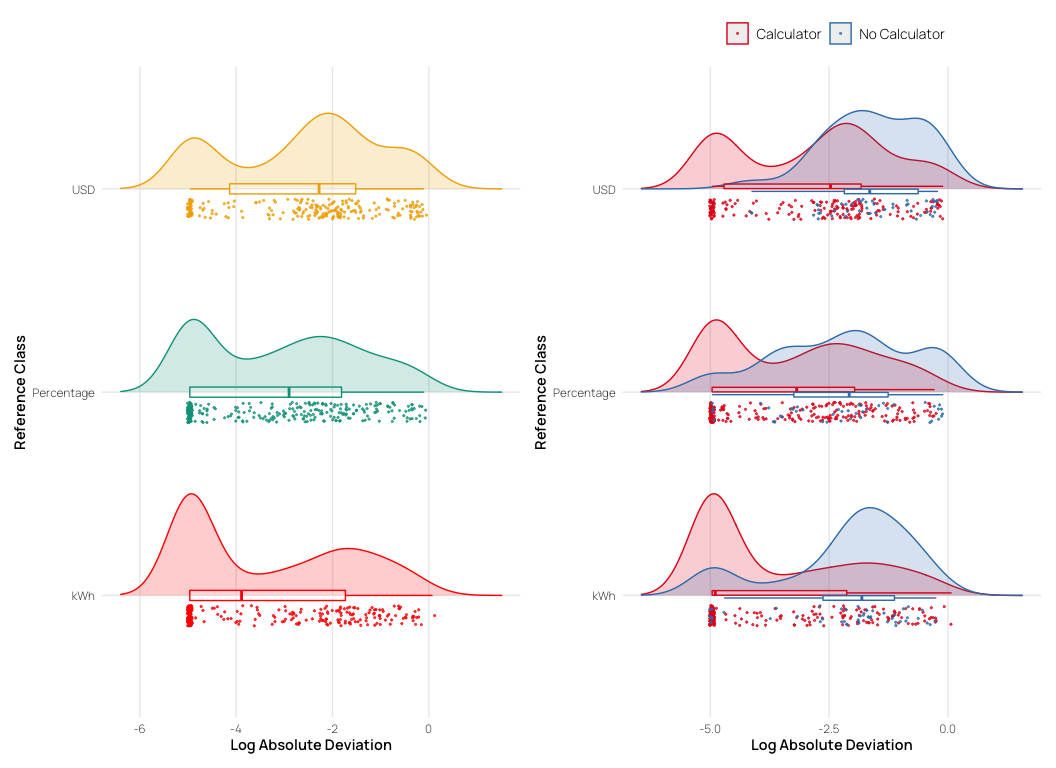 Calculator No Calculator
Reference Class
USD
Percentage
kWh
-6 -4 -2 0
Log Absolute Deviation
Reference Class
USD
Percentage
kWh
-5.0 -2.5 0.0
Log Absolute Deviation